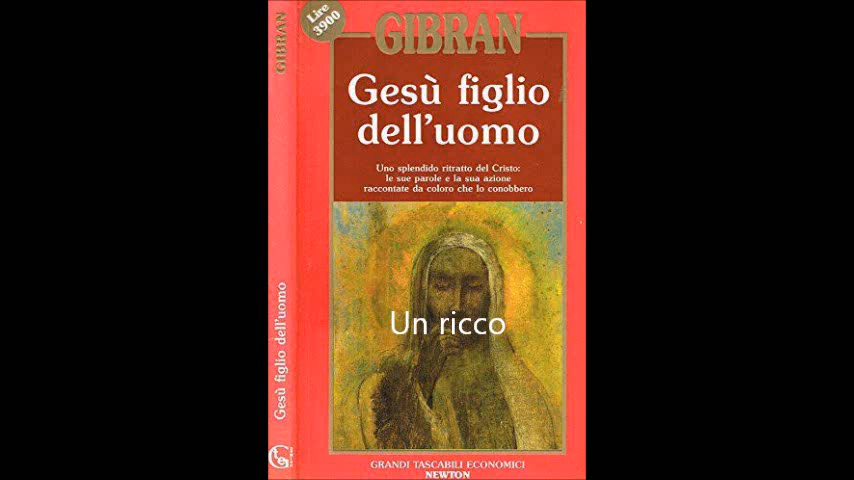 GIBRAN
Lire
3900
GIBRAN
Gesù figlio
dell'uomo
Uno splendido ritratto del Cristo:
le sue parole e la sua azione
raccontate da coloro che lo conobbero
Un ricco
Gesù figlio dell'uomo
GRANDI TASCABILI ECONOMICI
NEWTON